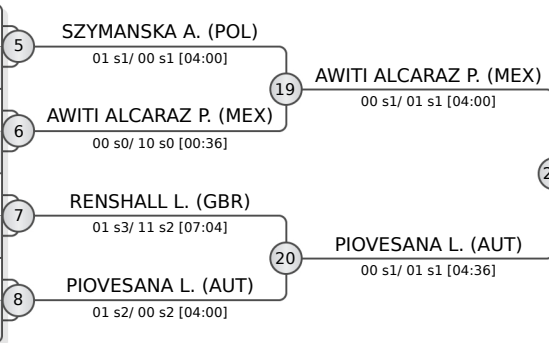 SZYMANSKA A. (POL)
5
01 s1/ 00 s1 [04:00]
19
AWITI ALCARAZ P. (MEX)
00 s1/ 01 s1 [04:00]
AWITI ALCARAZ P. (MEX)
6
00 s0/ 10 s0 [00:36]
RENSHALL L. (GBR)
7
01 s3/ 11 s2 [07:04]
20
PIOVESANA L. (AUT)
00 s1/ 01 s1 [04:36]
PIOVESANA L. (AUT)
8
01 s2/ 00 s2 [04:00]